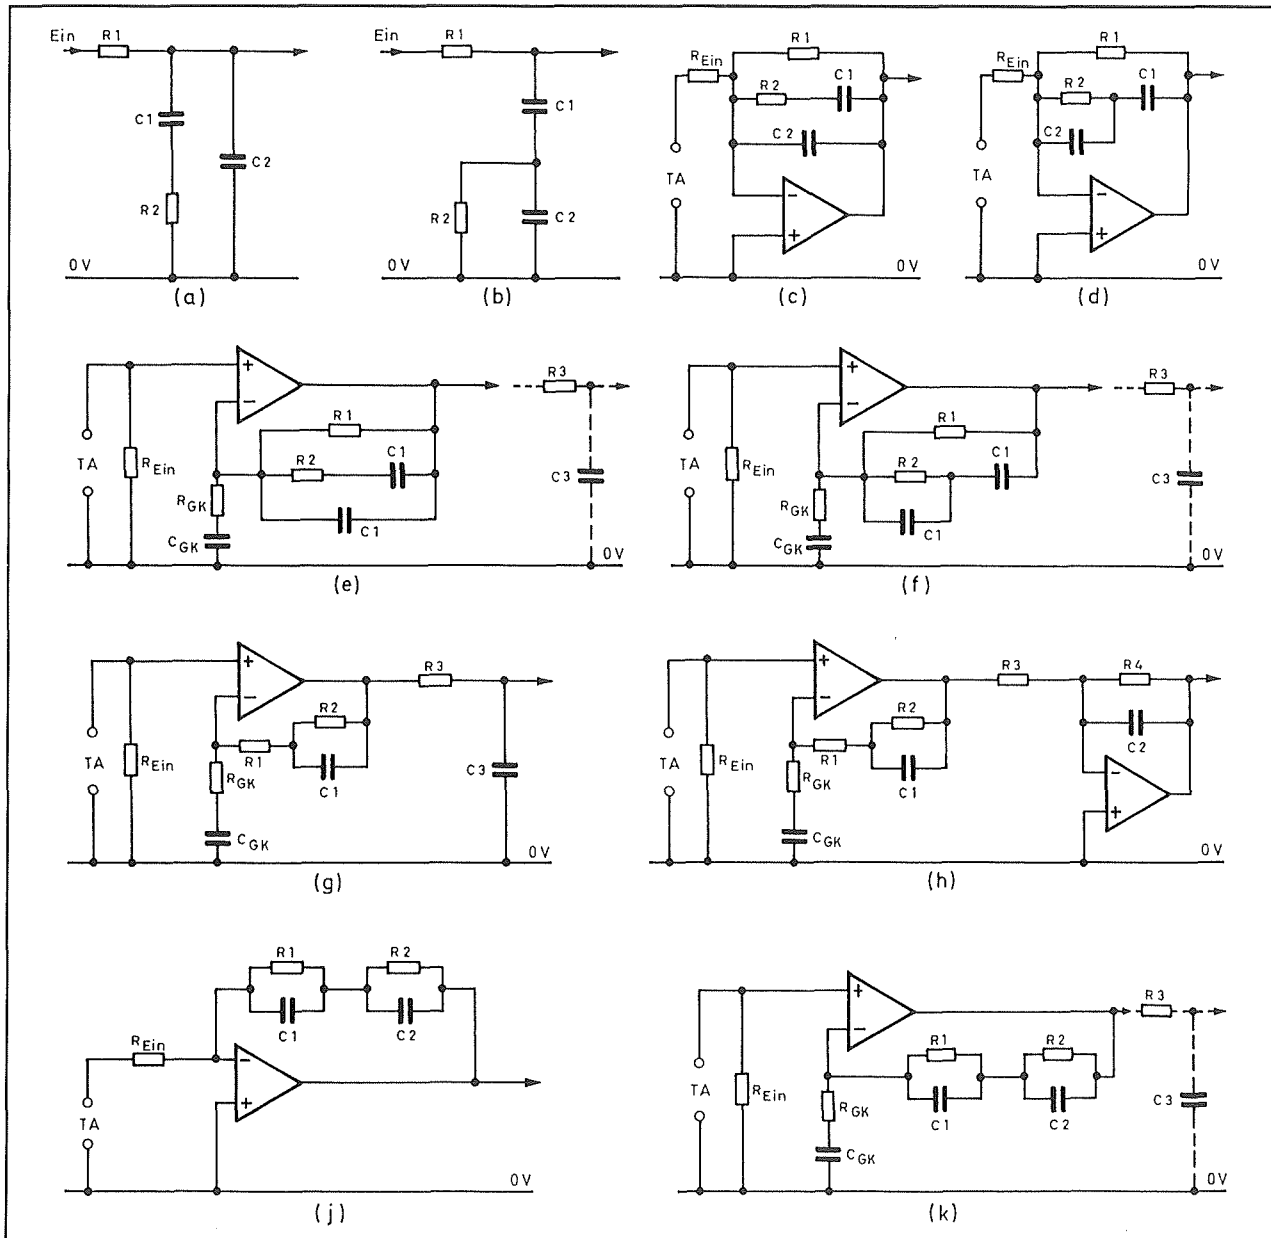 Ein R1
C1
C2
R2
0V
(a)
Ein R1
C1
R2
C2
0V
(b)
R1
REin
R2 C1
C2
TA
−
+
0V
(c)
R1
REin
R2 C1
C2
TA
−
+
0V
(d)
+
−
R3
R1
TA
REin
R2 C1
C3
RGK
C1
CGK
0V
(e)
+
−
R3
R1
TA
REin
R2 C1
C3
RGK
C1
CGK
0V
(f)
+
−
R3
R2
TA
REin
R1
C1
RGK
C3
CGK
0V
(g)
+
−
R3 R4
R2
C2
TA
REin
R1
C1
RGK
−
+
CGK
0V
(h)
R1 R2
C1 C2
REin
−
+
TA
0V
(j)
+
−
R3
R1 R2
TA
REin
C1 C2
C3
RGK
CGK
0V
(k)